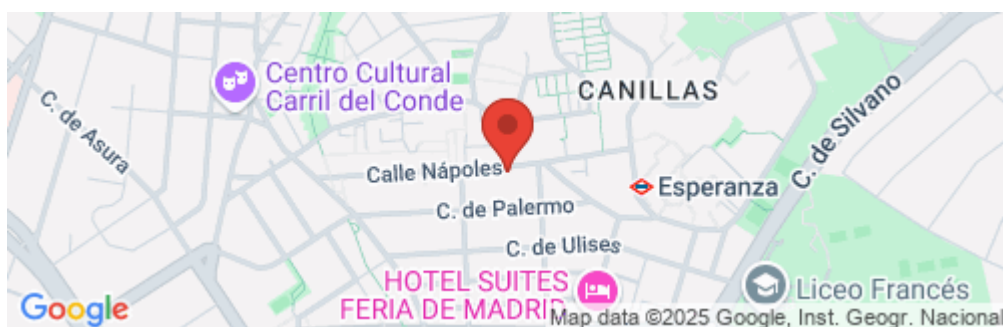 Centro Cultural
Carril del Conde
CANILLAS
C. de Silvano
C. de Asura
Calle Nápoles
Esperanza
C. de Palermo
C. de Ulises
HOTEL SUITES
FERIA DE MADRID
Liceo Francés
Google
Map data ©2025 Google, Inst. Geogr. Naciona